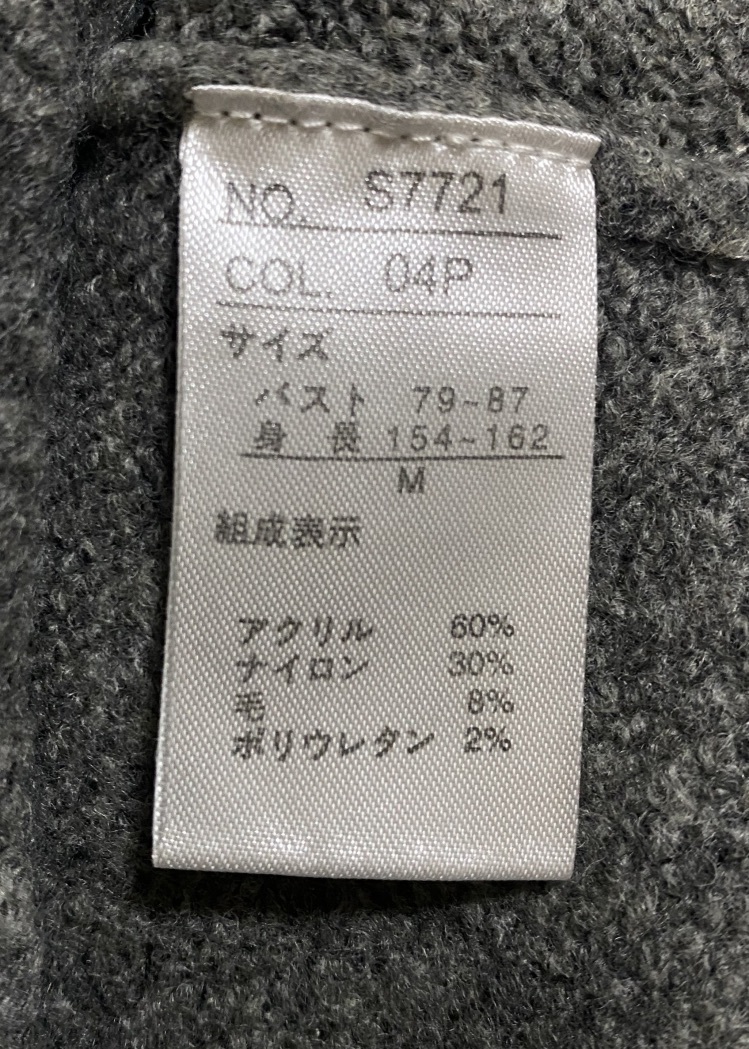 NO. S7721
COL. 04P
サイズ
バスト 79~87
身 長 154~162
M
組成表示
アクリル 60%
ナイロン 30%
毛 8%
ポリウレタン 2%